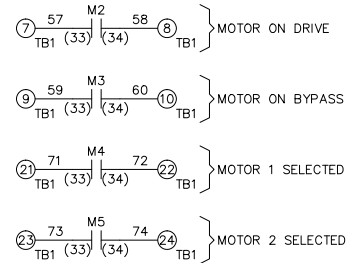 M2
7 57 58 8 MOTOR ON DRIVE
TB1 (33) (34) TB1
M3
9 59 60 10 MOTOR ON BYPASS
TB1 (33) (34) TB1
M4
21 71 72 22 MOTOR 1 SELECTED
TB1 (33) (34) TB1
M5
23 73 74 24 MOTOR 2 SELECTED
TB1 (33) (34) TB1